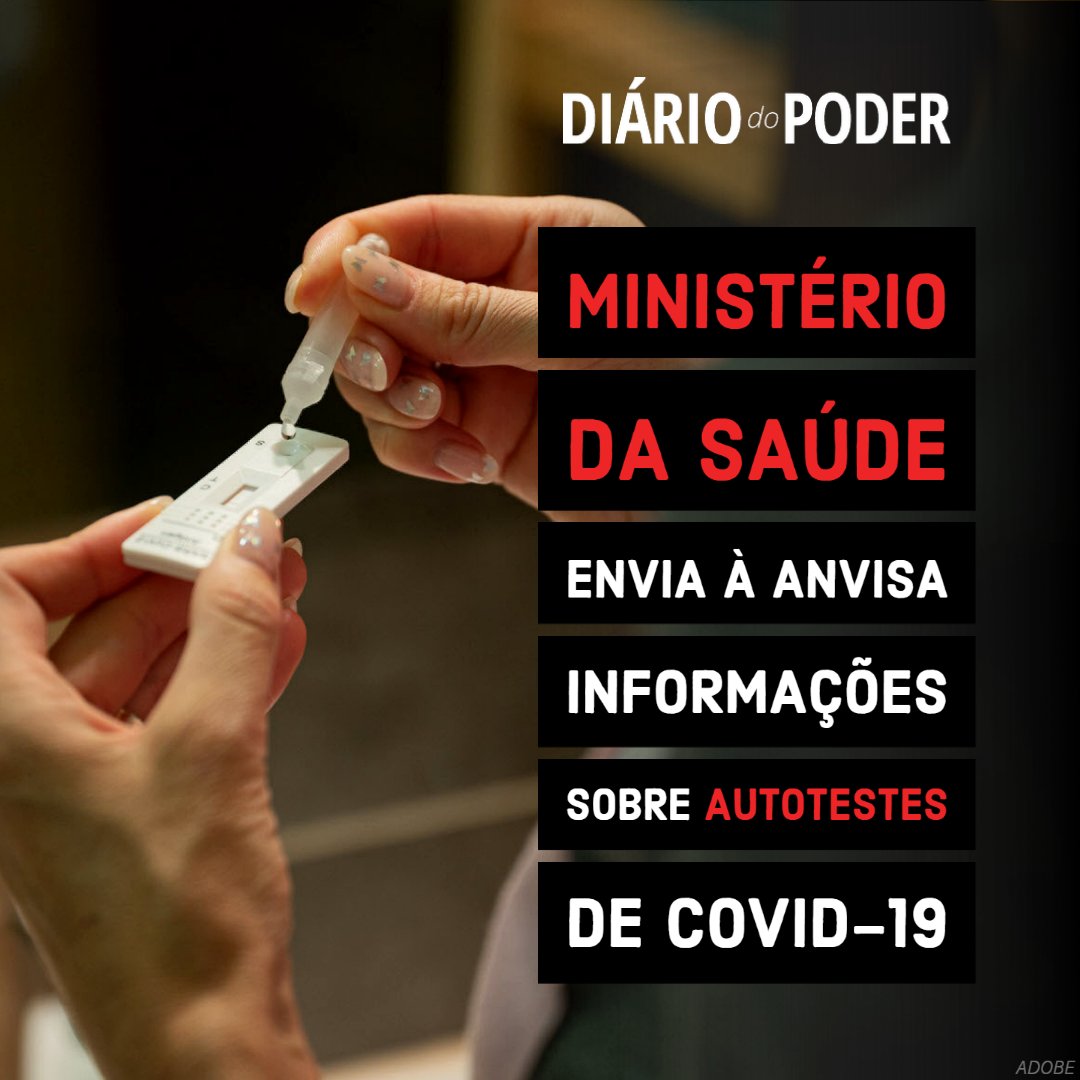 DIÁRIO do PODER
MINISTÉRIO
DA SAÚDE
ENVIA À ANVISA
INFORMAÇÕES
SOBRE AUTOTESTES
DE COVID-19
ADOBE